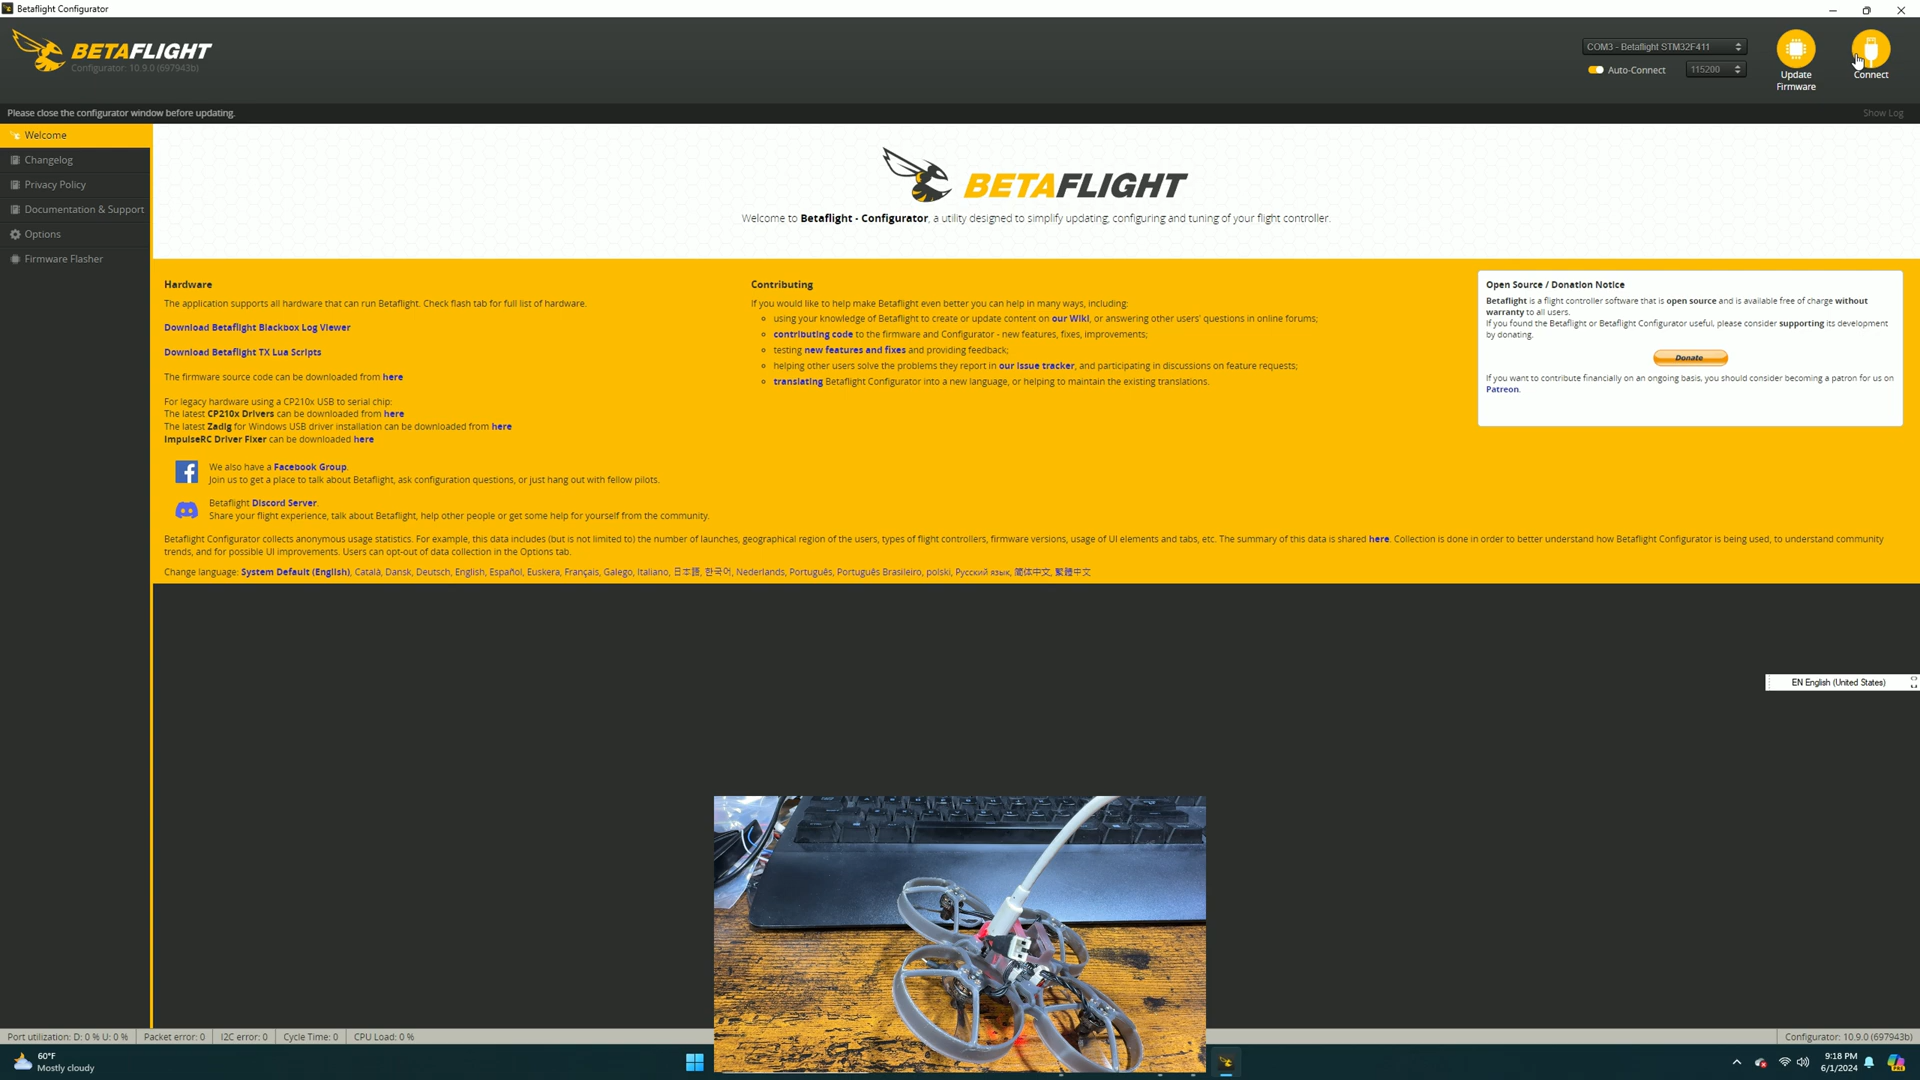 Betaflight Configurator
BETAFLIGHT
Configurator: 10.9.0 (697943b)
COM3 - Betaflight STM32F411
Auto-Connect
115200
Update
Firmware
Connect
Please close the configurator window before updating.
Show Log
Welcome
Changelog
Privacy Policy
Documentation & Support
Options
Firmware Flasher
BETAFLIGHT
Welcome to Betaflight - Configurator, a utility designed to simplify updating, configuring and tuning of your flight controller.
Hardware
The application supports all hardware that can run Betaflight. Check flash tab for full list of hardware.
Download Betaflight Blackbox Log Viewer
Download Betaflight TX Lua Scripts
The firmware source code can be downloaded from here
For legacy hardware using a CP210x USB to serial chip:
The latest CP210x Drivers can be downloaded from here
The latest Zadig for Windows USB driver installation can be downloaded from here
ImpulseRC Driver Fixer can be downloaded here
We also have a Facebook Group.
Join us to get a place to talk about Betaflight, ask configuration questions, or just hang out with fellow pilots.
Betaflight Discord Server.
Share your flight experience, talk about Betaflight, help other people or get some help for yourself from the community.
Contributing
If you would like to help make Betaflight even better you can help in many ways, including:
using your knowledge of Betaflight to create or update content on our Wiki, or answering other users' questions in online forums;
contributing code to the firmware and Configurator - new features, fixes, improvements;
testing new features and fixes and providing feedback;
helping other users solve the problems they report in our issue tracker, and participating in discussions on feature requests;
translating Betaflight Configurator into a new language, or helping to maintain the existing translations.
Open Source / Donation Notice
Betaflight is a flight controller software that is open source and is available free of charge without
warranty to all users.
If you found the Betaflight or Betaflight Configurator useful, please consider supporting its development
by donating.
Donate
If you want to contribute financially on an ongoing basis, you should consider becoming a patron for us on
Patreon.
Betaflight Configurator collects anonymous usage statistics. For example, this data includes (but is not limited to) the number of launches, geographical region of the users, types of flight controllers, firmware versions, usage of UI elements and tabs, etc. The summary of this data is shared here. Collection is done in order to better understand how Betaflight Configurator is being used, to understand community
trends, and for possible UI improvements. Users can opt-out of data collection in the Options tab.
Change language: System Default (English), Català, Dansk, Deutsch, English, Español, Euskera, Français, Galego, Italiano, 日本語, 한국어, Nederlands, Português, Português Brasileiro, polski, Русский язык, 简体中文, 繁體中文
EN English (United States)
Port utilization: D: 0 % U: 0 %
Packet error: 0
I2C error: 0
Cycle Time: 0
CPU Load: 0 %
Configurator: 10.9.0 (697943b)
60°F
Mostly cloudy
9:18 PM
6/1/2024